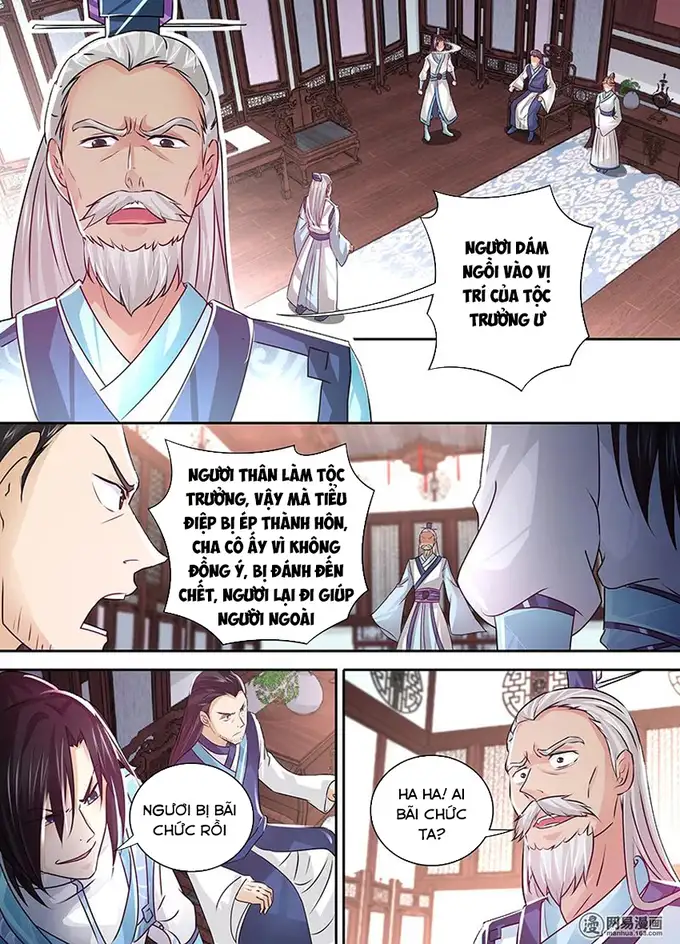 NGƯƠI DÁM
NGỒI VÀO VỊ
TRÍ CỦA TỘC
TRƯỞNG Ư
NGƯƠI THÂN LÀM TỘC
TRƯỞNG, VẬY MÀ TIỂU
ĐIỆP BỊ ÉP THÀNH HÔN,
CHA CÔ ẤY VÌ KHÔNG
ĐỒNG Ý, BỊ ĐÁNH ĐẾN
CHẾT, NGƯƠI LẠI ĐI GIÚP
NGƯỜI NGOÀI
NGƯƠI BỊ BÃI
CHỨC RỒI
HA HA! AI
BÃI CHỨC
TA?
网易漫画
manhua.163.com